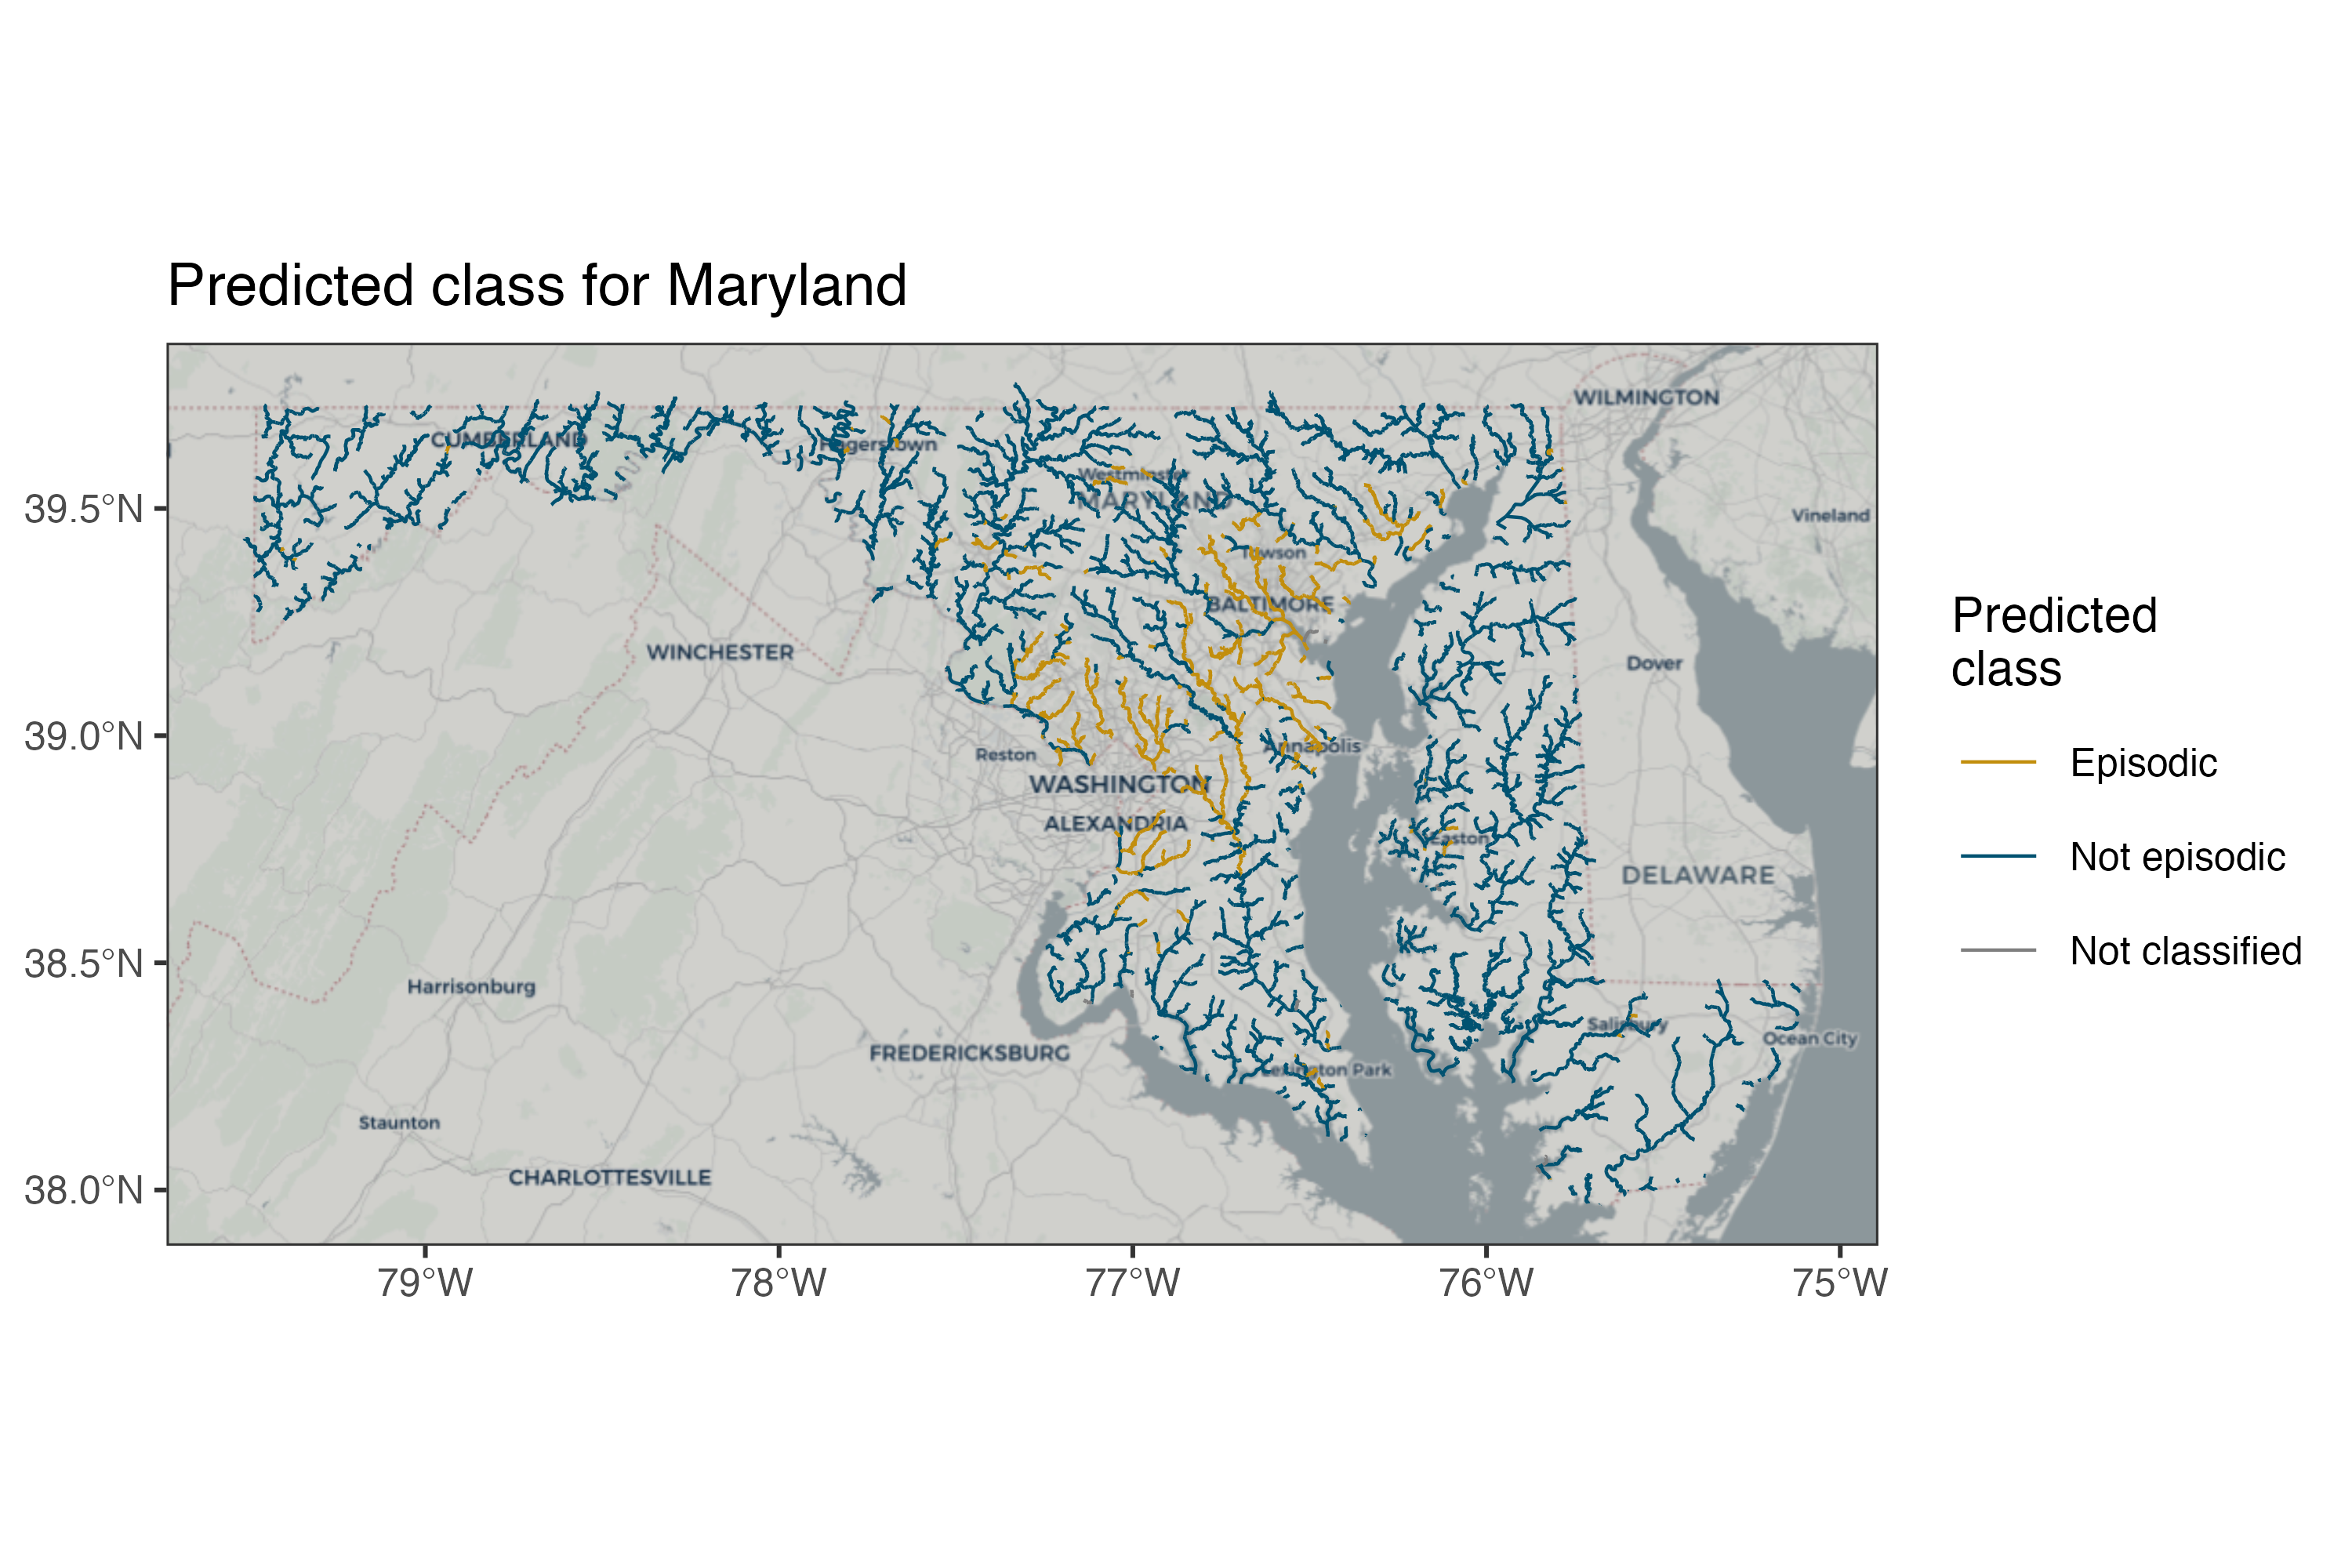 Predicted class for Maryland
39.5°N
39.0°N
38.5°N
38.0°N
79°W
78°W
77°W
76°W
75°W
WILMINGTON
CUMBERLAND
Hagerstown
Westminster
MARYLAND
Vineland
Towson
BALTIMORE
WINCHESTER
Dover
Reston
Annapolis
WASHINGTON
ALEXANDRIA
Easton
DELAWARE
Harrisonburg
Salisbury
Ocean City
FREDERICKSBURG
Lexington Park
Staunton
CHARLOTTESVILLE
Predicted
class
Episodic
Not episodic
Not classified